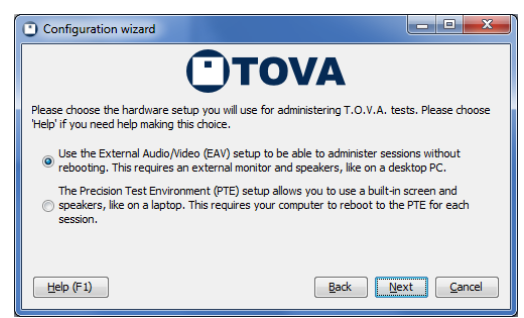 Configuration wizard
TOVA
Please choose the hardware setup you will use for administering T.O.V.A. tests. Please choose
'Help' if you need help making this choice.
Use the External Audio/Video (EAV) setup to be able to administer sessions without
rebooting. This requires an external monitor and speakers, like on a desktop PC.
The Precision Test Environment (PTE) setup allows you to use a built-in screen and
speakers, like on a laptop. This requires your computer to reboot to the PTE for each
session.
Help (F1) Back Next Cancel